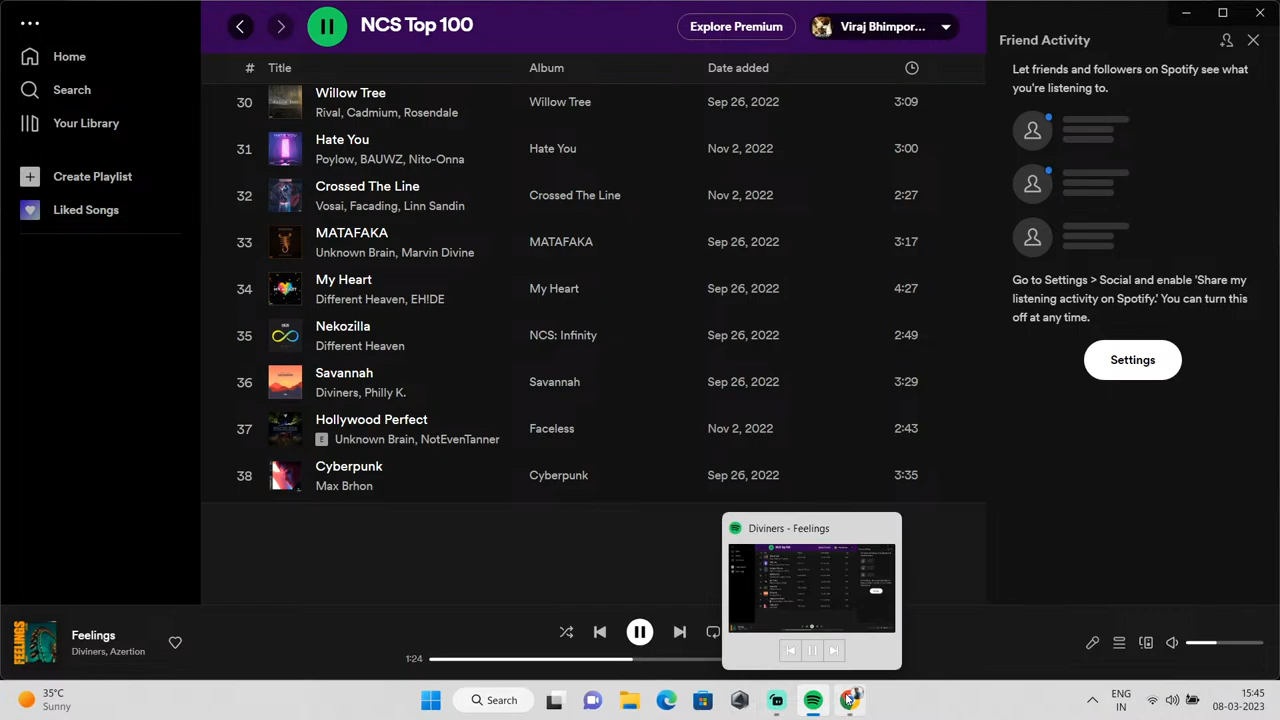 NCS Top 100
Explore Premium
Viraj Bhimpor...
Home
Search
Your Library
Create Playlist
Liked Songs
# Title Album Date added
30 Willow Tree Willow Tree Sep 26, 2022 3:09
Rival, Cadmium, Rosendale
31 Hate You Hate You Nov 2, 2022 3:00
Poylow, BAUWZ, Nito-Onna
32 Crossed The Line Crossed The Line Nov 2, 2022 2:27
Vosai, Facading, Linn Sandin
33 MATAFAKA MATAFAKA Sep 26, 2022 3:17
Unknown Brain, Marvin Divine
34 My Heart My Heart Sep 26, 2022 4:27
Different Heaven, EH!DE
35 Nekozilla NCS: Infinity Sep 26, 2022 2:49
Different Heaven
36 Savannah Savannah Sep 26, 2022 3:29
Diviners, Philly K.
37 Hollywood Perfect Faceless Nov 2, 2022 2:43
E Unknown Brain, NotEvenTanner
38 Cyberpunk Cyberpunk Sep 26, 2022 3:35
Max Brhon
Friend Activity
Let friends and followers on Spotify see what
you're listening to.
Go to Settings > Social and enable 'Share my
listening activity on Spotify.' You can turn this
off at any time.
Settings
Diviners - Feelings
NCS Top 100
FEELINGS
Feelings
Diviners, Azertion
1:24
35°C
Sunny
Search
ENG
IN
15:45
08-03-2023